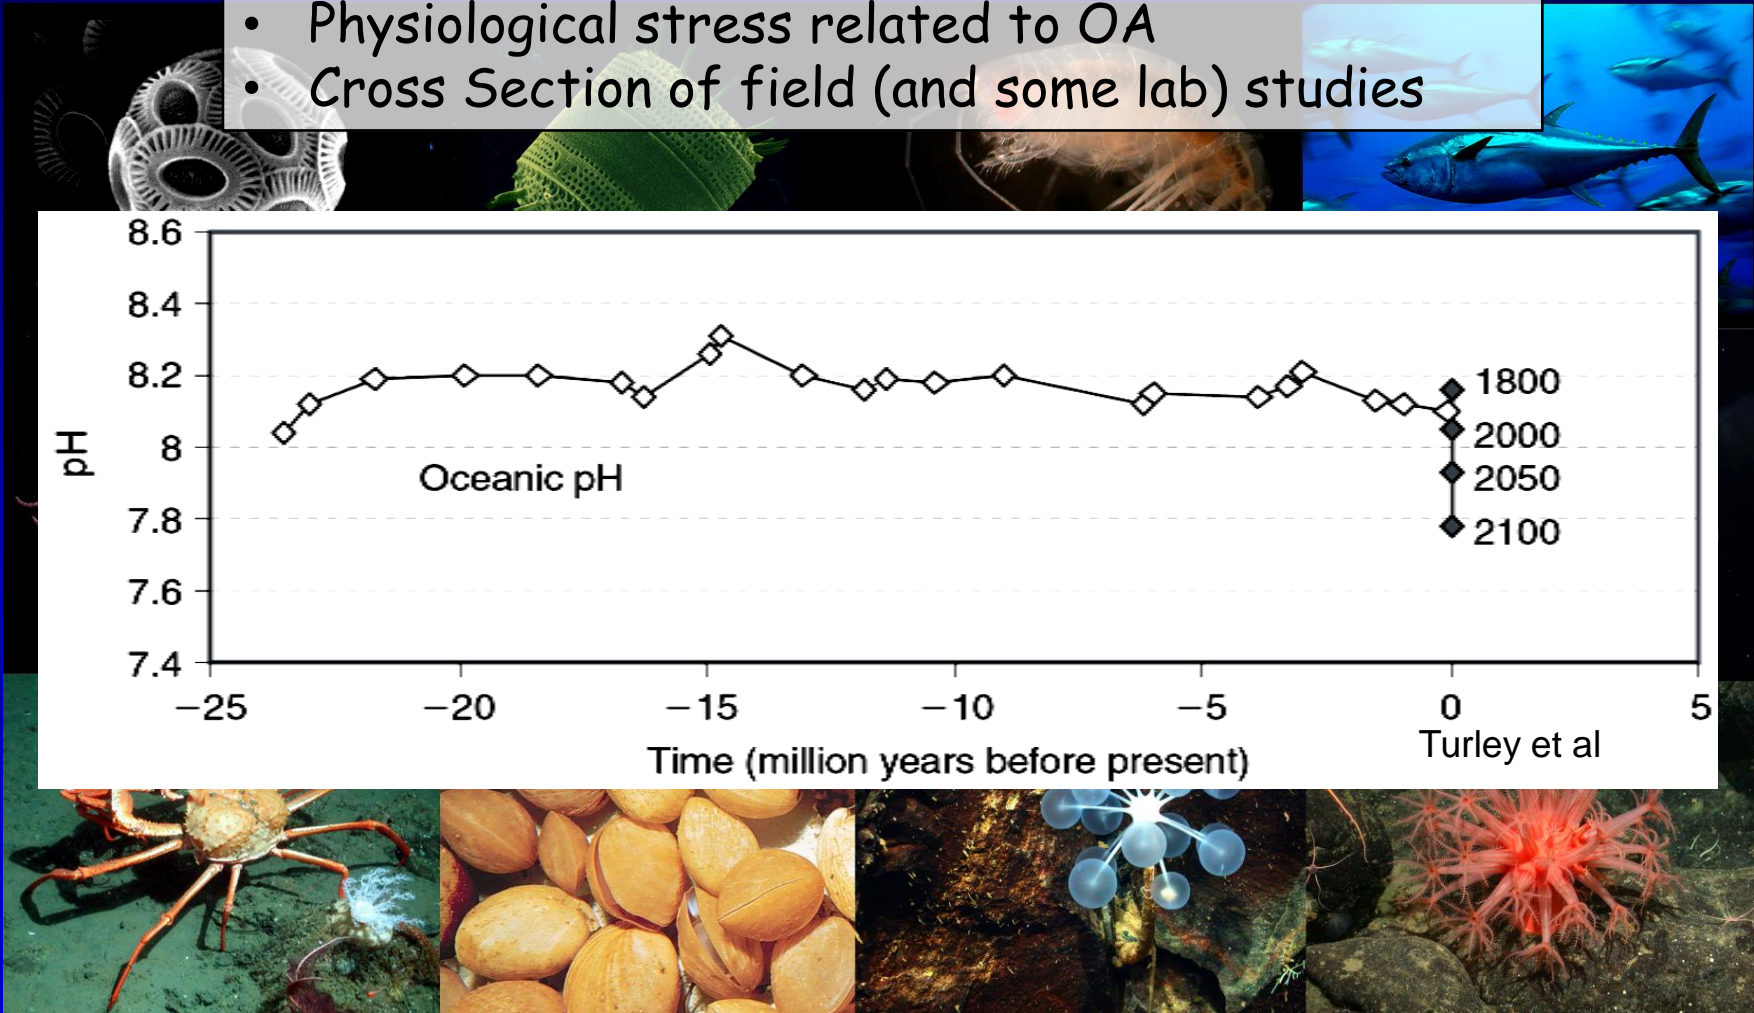 • Physiological stress related to OA
• Cross Section of field (and some lab) studies
8.6
8.4
8.2
8
7.8
7.6
7.4
pH
Oceanic pH
1800
2000
2050
2100
−25 −20 −15 −10 −5 0 5
Time (million years before present)
Turley et al